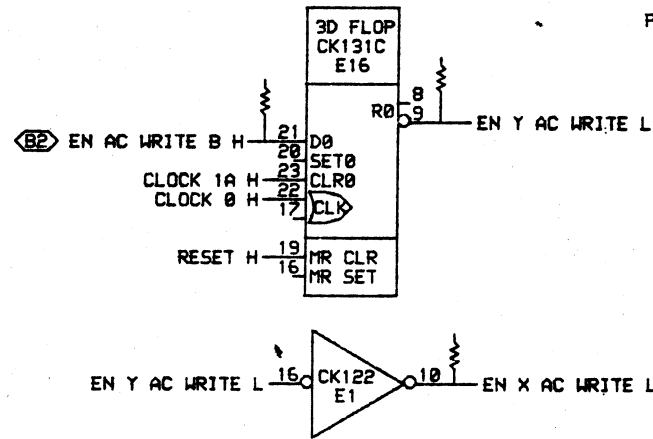 3D FLOP
CK131C
E16
F
R0 8
9 EN Y AC WRITE L
B2 EN AC WRITE B H 21 D0
20 SET0
CLOCK 1A H 23 CLR0
CLOCK 0 H 22
17 CLK
RESET H 19 MR CLR
16 MR SET
EN Y AC WRITE L 16 CK122 10 EN X AC WRITE L
E1